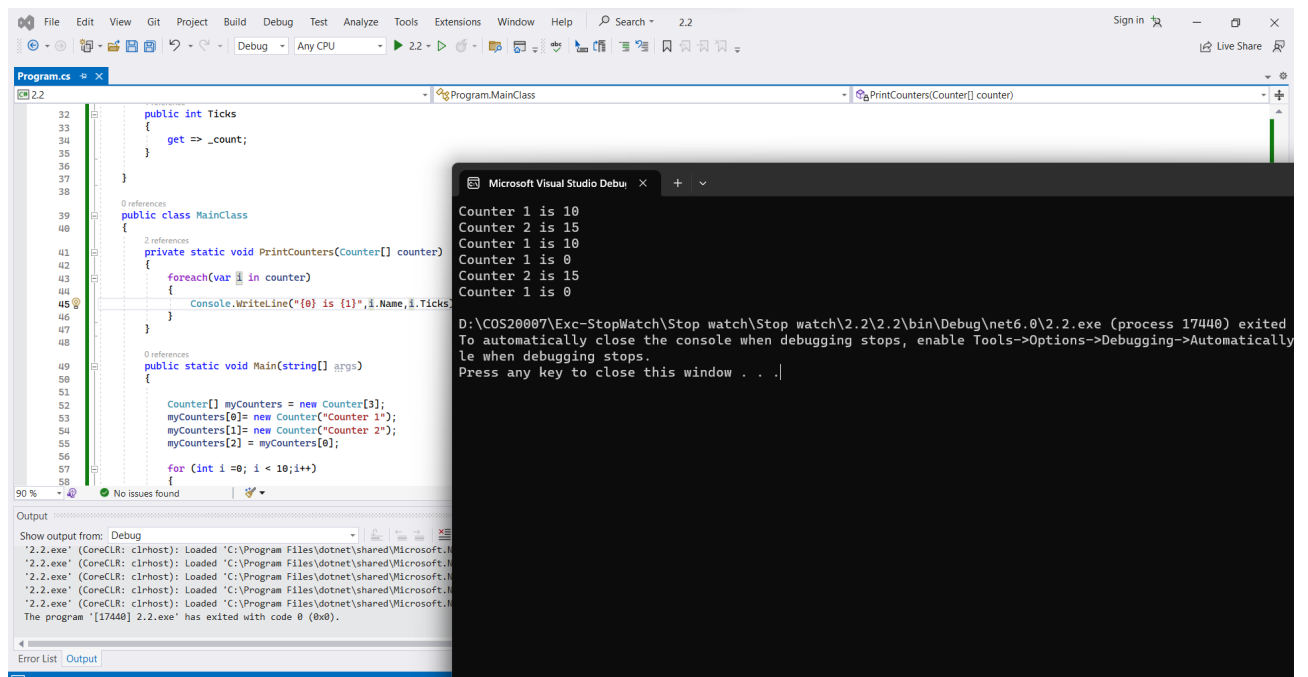 File Edit View Git Project Build Debug Test Analyze Tools Extensions Window Help Search 2.2 Sign in
Debug Any CPU 2.2 Live Share
Program.cs
C# 2.2 Program.MainClass PrintCounters(Counter[] counter)
32 public int Ticks
33 {
34 get => _count;
35 }
36
37 }
38
0 references
39 public class MainClass
40 {
2 references
41 private static void PrintCounters(Counter[] counter)
42 {
43 foreach(var i in counter)
44 {
45 Console.WriteLine("{0} is {1}",i.Name,i.Ticks)
46 }
47 }
48
0 references
49 public static void Main(string[] args)
50 {
51
52 Counter[] myCounters = new Counter[3];
53 myCounters[0]= new Counter("Counter 1");
54 myCounters[1]= new Counter("Counter 2");
55 myCounters[2] = myCounters[0];
56
57 for (int i =0; i < 10;i++)
58 {
90 % No issues found
Output
Show output from: Debug
'2.2.exe' (CoreCLR: clrhost): Loaded 'C:\Program Files\dotnet\shared\Microsoft.N
'2.2.exe' (CoreCLR: clrhost): Loaded 'C:\Program Files\dotnet\shared\Microsoft.N
'2.2.exe' (CoreCLR: clrhost): Loaded 'C:\Program Files\dotnet\shared\Microsoft.N
'2.2.exe' (CoreCLR: clrhost): Loaded 'C:\Program Files\dotnet\shared\Microsoft.N
'2.2.exe' (CoreCLR: clrhost): Loaded 'C:\Program Files\dotnet\shared\Microsoft.N
The program '[17440] 2.2.exe' has exited with code 0 (0x0).
Error List Output
Microsoft Visual Studio Debu
Counter 1 is 10
Counter 2 is 15
Counter 1 is 10
Counter 1 is 0
Counter 2 is 15
Counter 1 is 0
D:\COS20007\Exc-StopWatch\Stop watch\Stop watch\2.2\2.2\bin\Debug\net6.0\2.2.exe (process 17440) exited
To automatically close the console when debugging stops, enable Tools->Options->Debugging->Automatically
le when debugging stops.
Press any key to close this window . . .